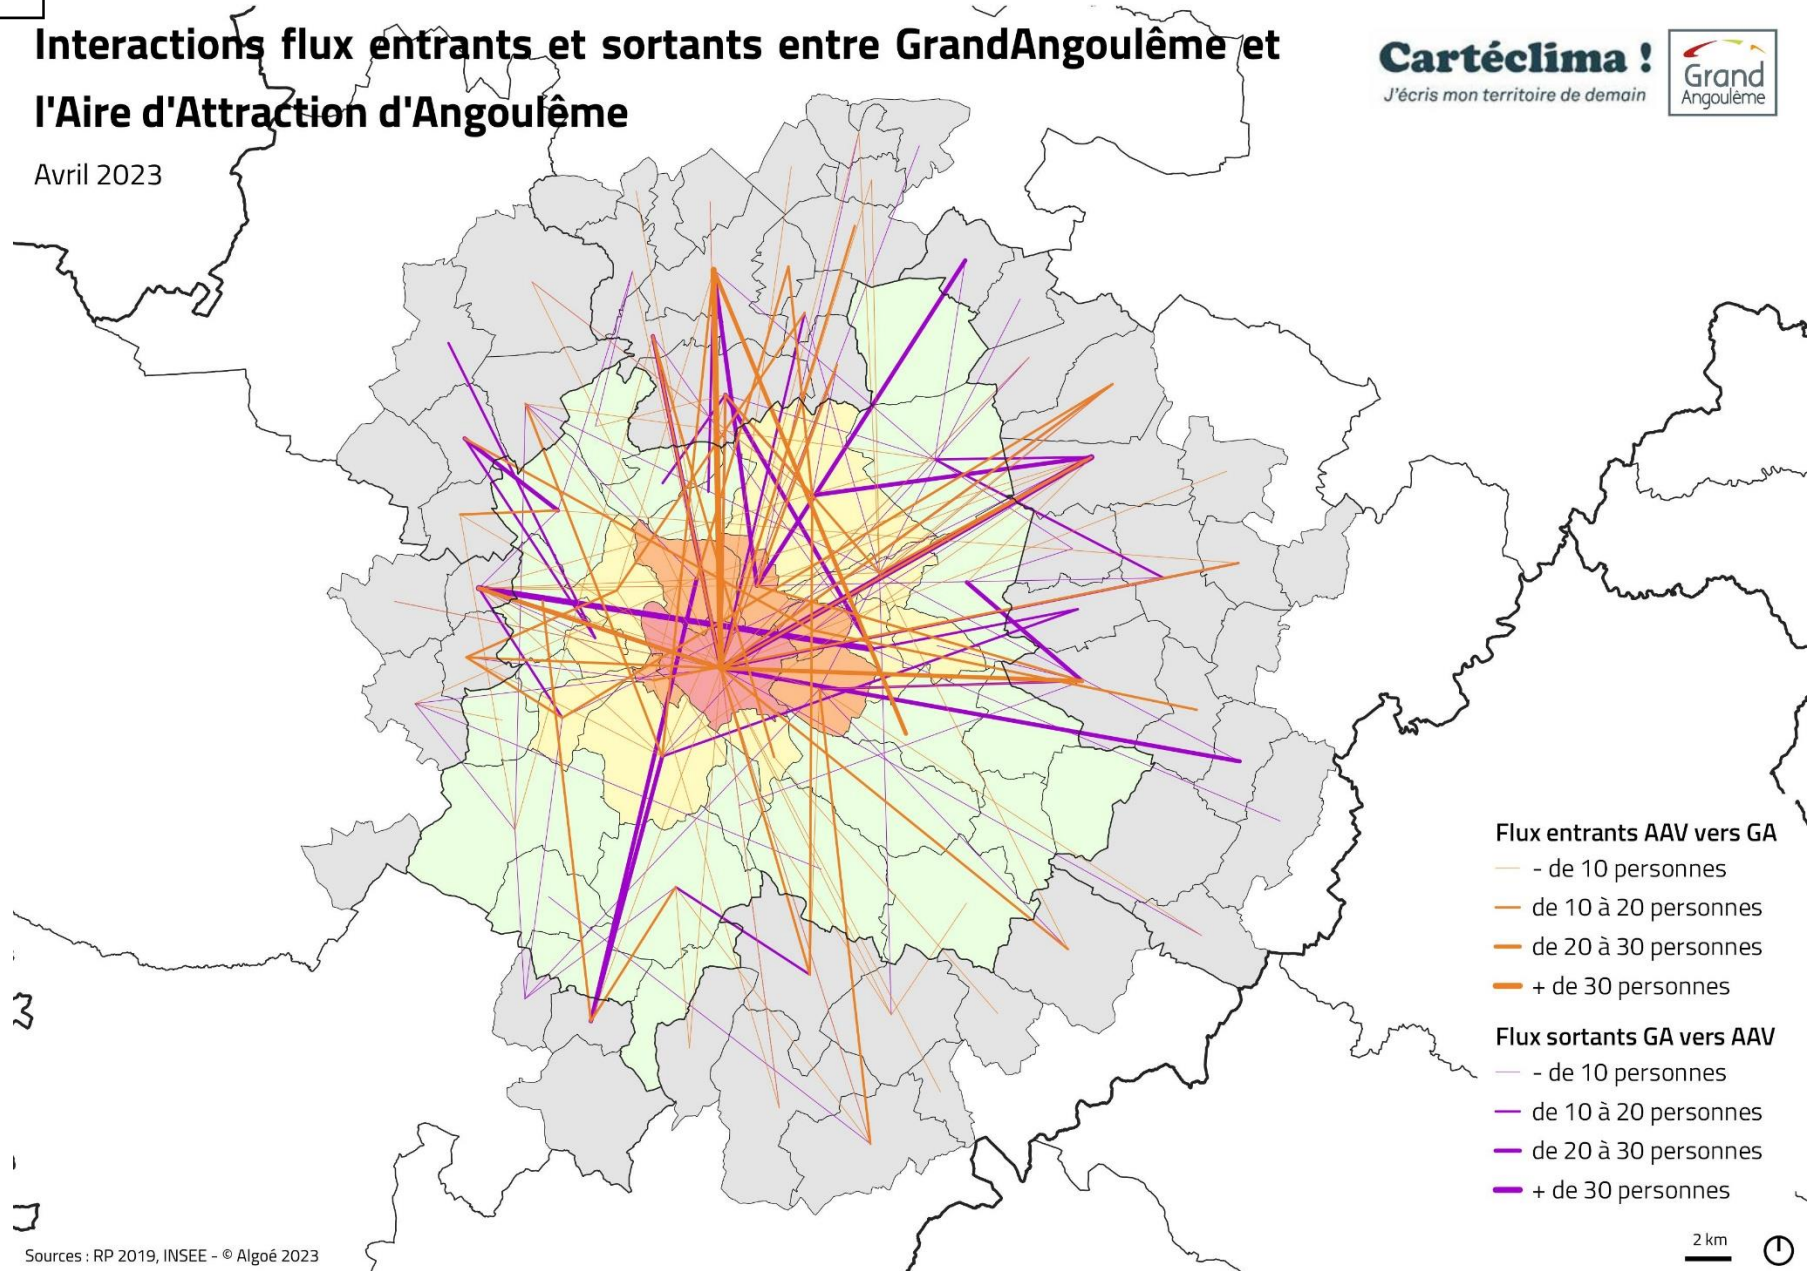 Interactions flux entrants et sortants entre GrandAngoulême et
l'Aire d'Attraction d'Angoulême
Avril 2023
Cartéclima !
J'écris mon territoire de demain
Grand
Angoulême
Flux entrants AAV vers GA
- de 10 personnes
de 10 à 20 personnes
de 20 à 30 personnes
+ de 30 personnes
Flux sortants GA vers AAV
- de 10 personnes
de 10 à 20 personnes
de 20 à 30 personnes
+ de 30 personnes
2 km
Sources : RP 2019, INSEE - © Algoé 2023